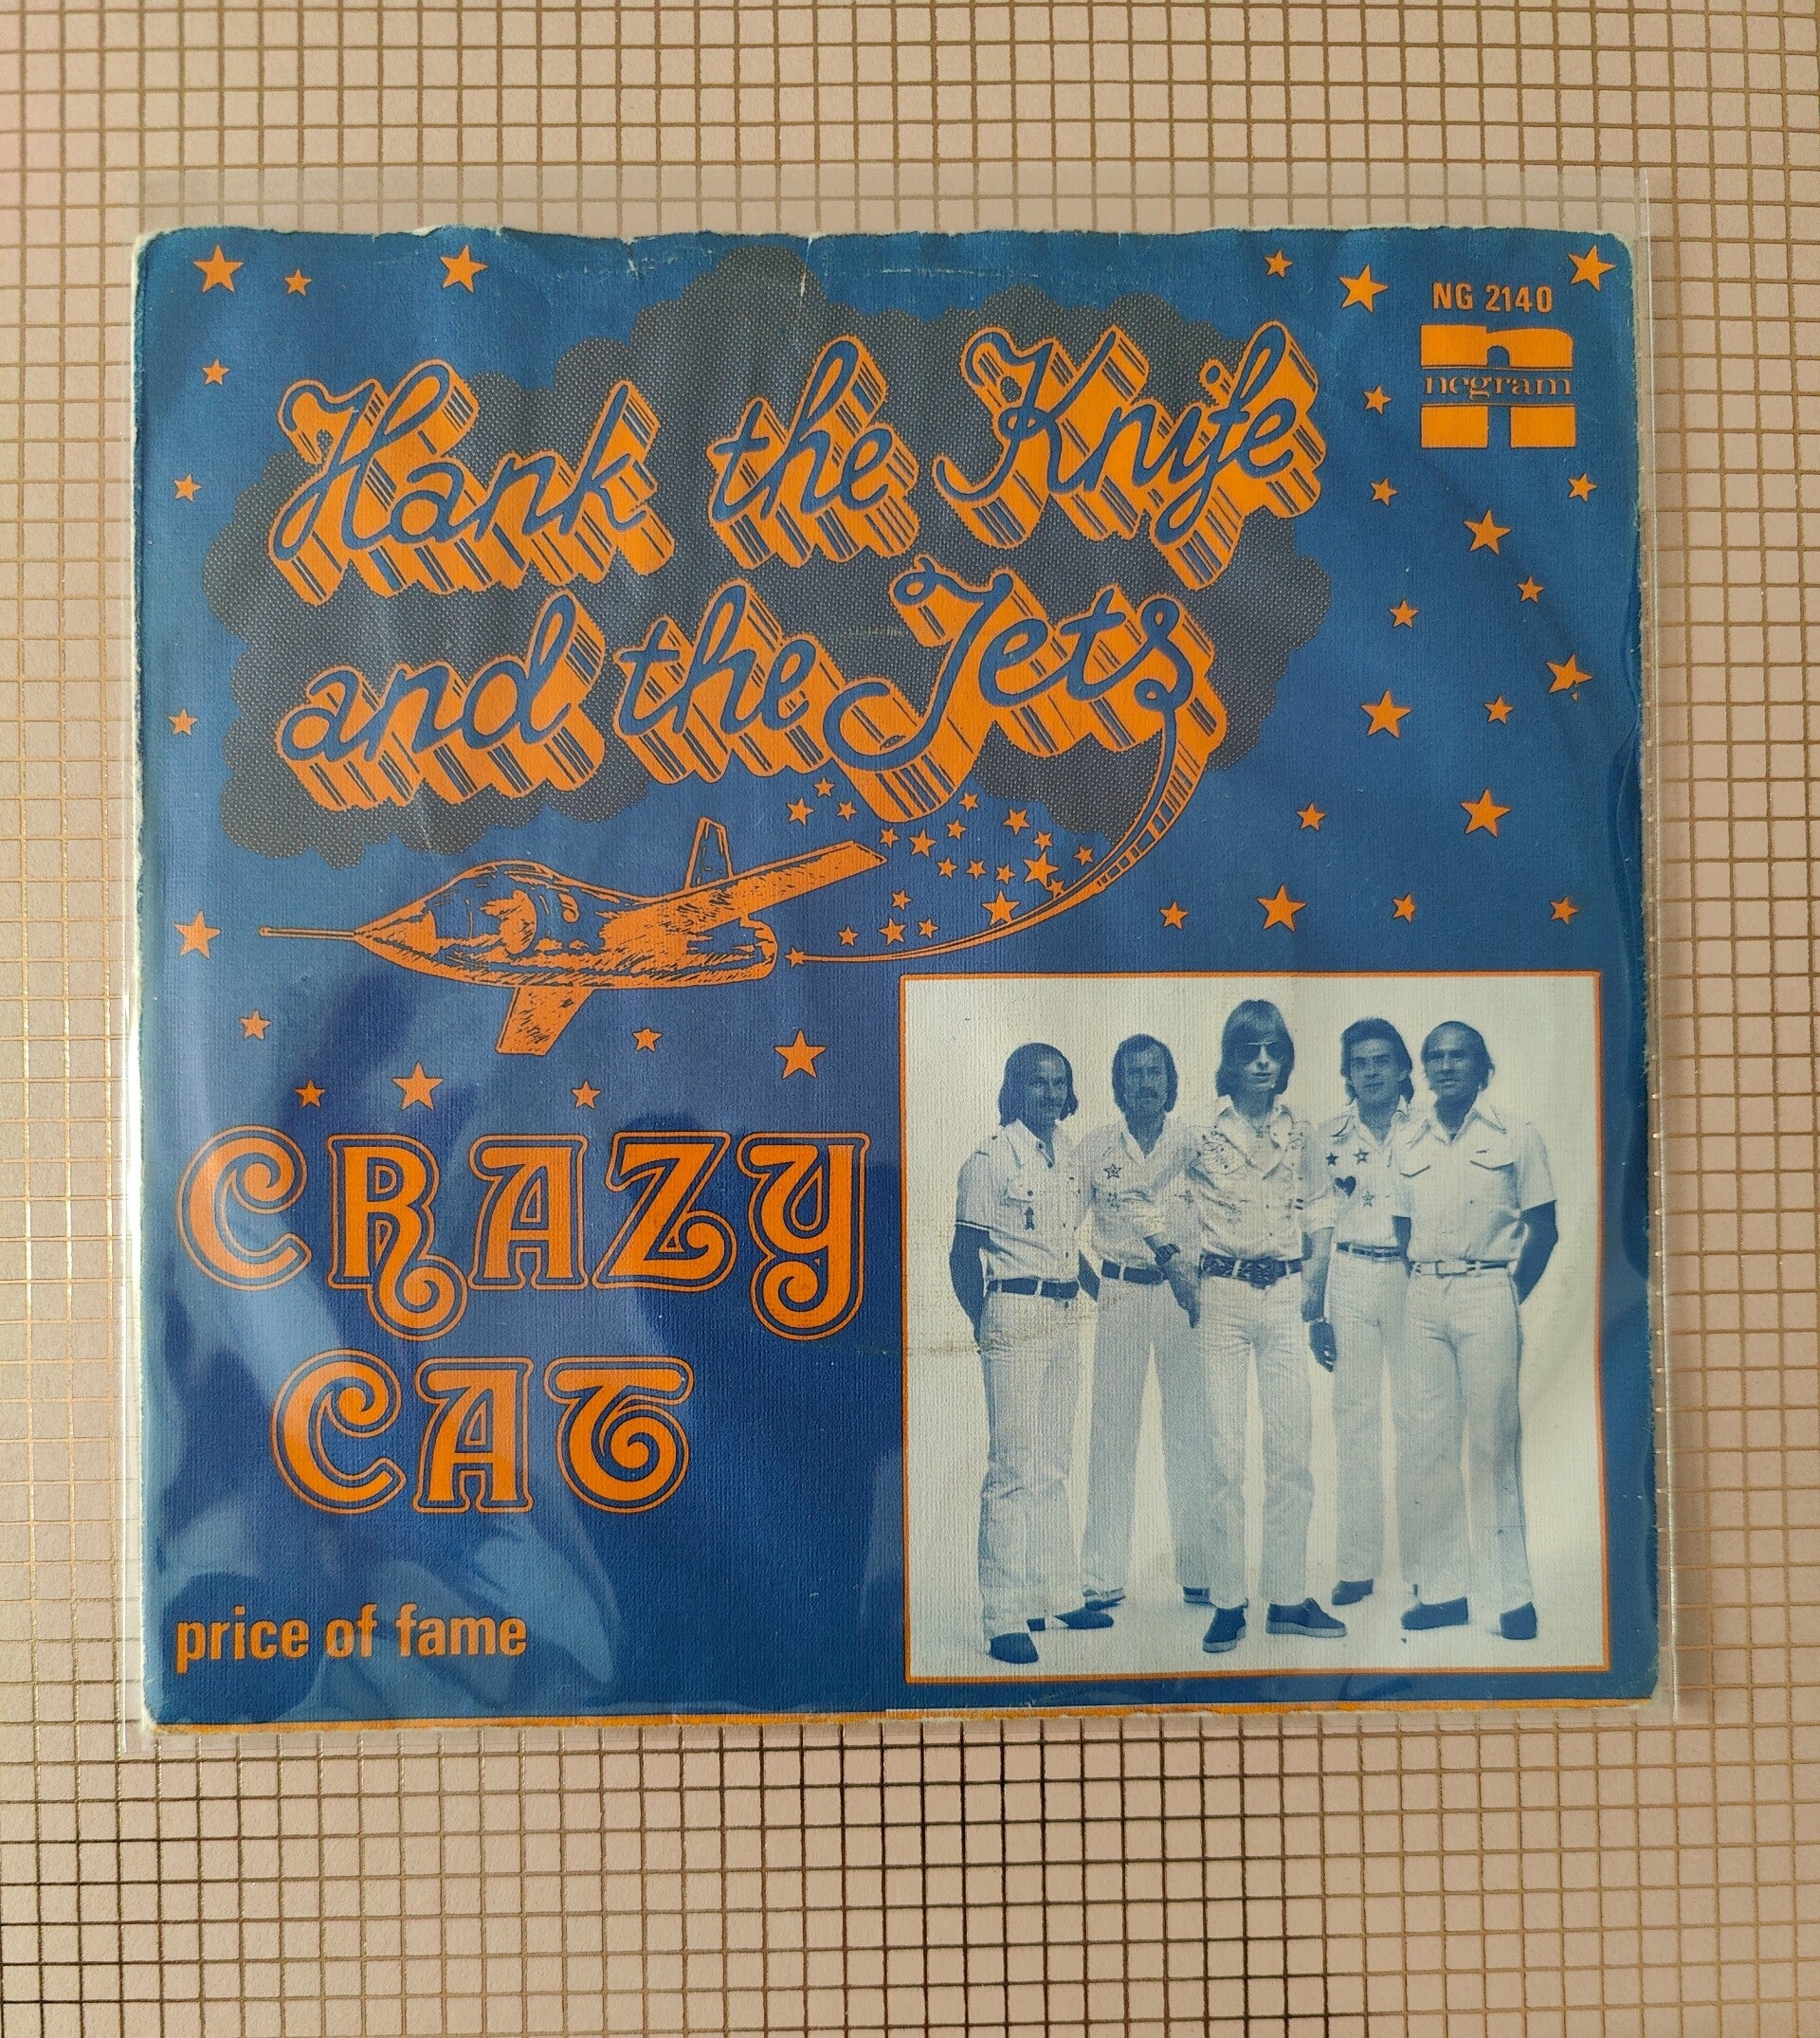 NG 2140
negram
Hank the Knife
and the Jets
CRAZY
CAT
price of fame